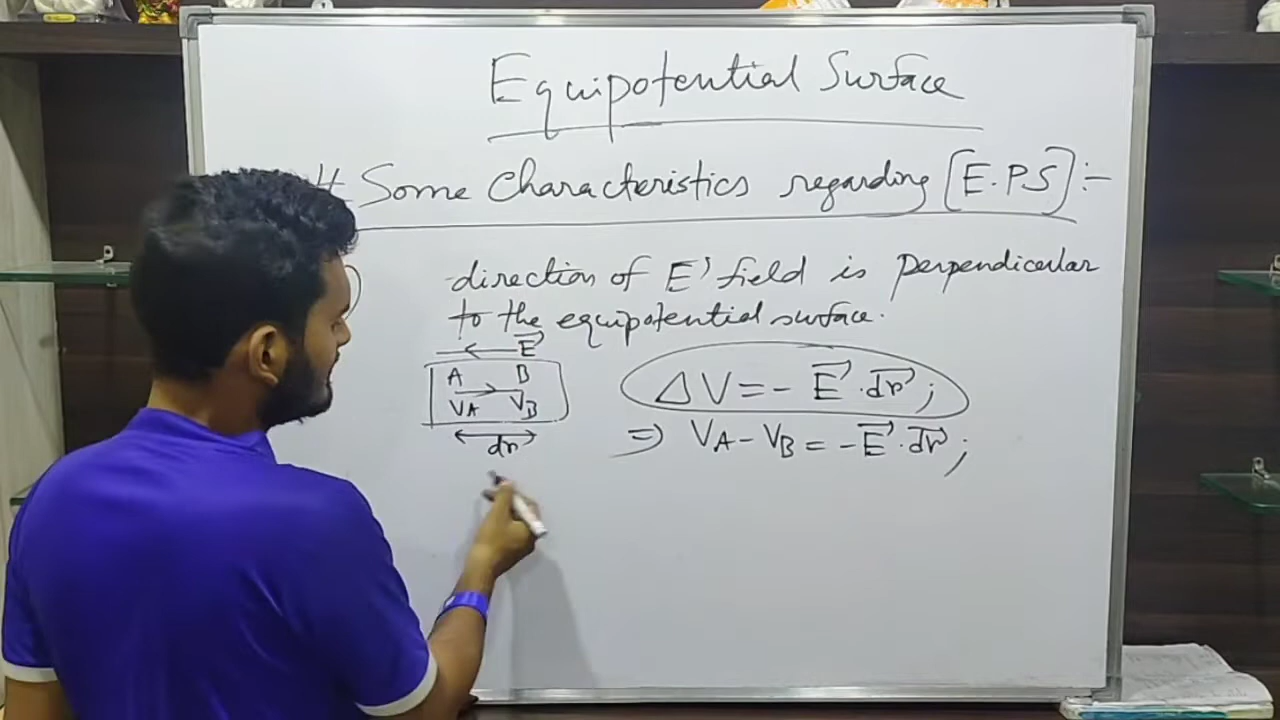 Equipotential Surface
# Some Characteristics regarding [E.P.S] :-
) direction of E' field is perpendicular
to the equipotential surface.
E⃗
A B
VA VB
dr
ΔV = - E⃗ · dr⃗ ;
⇒ VA - VB = - E⃗ · dr⃗ ;